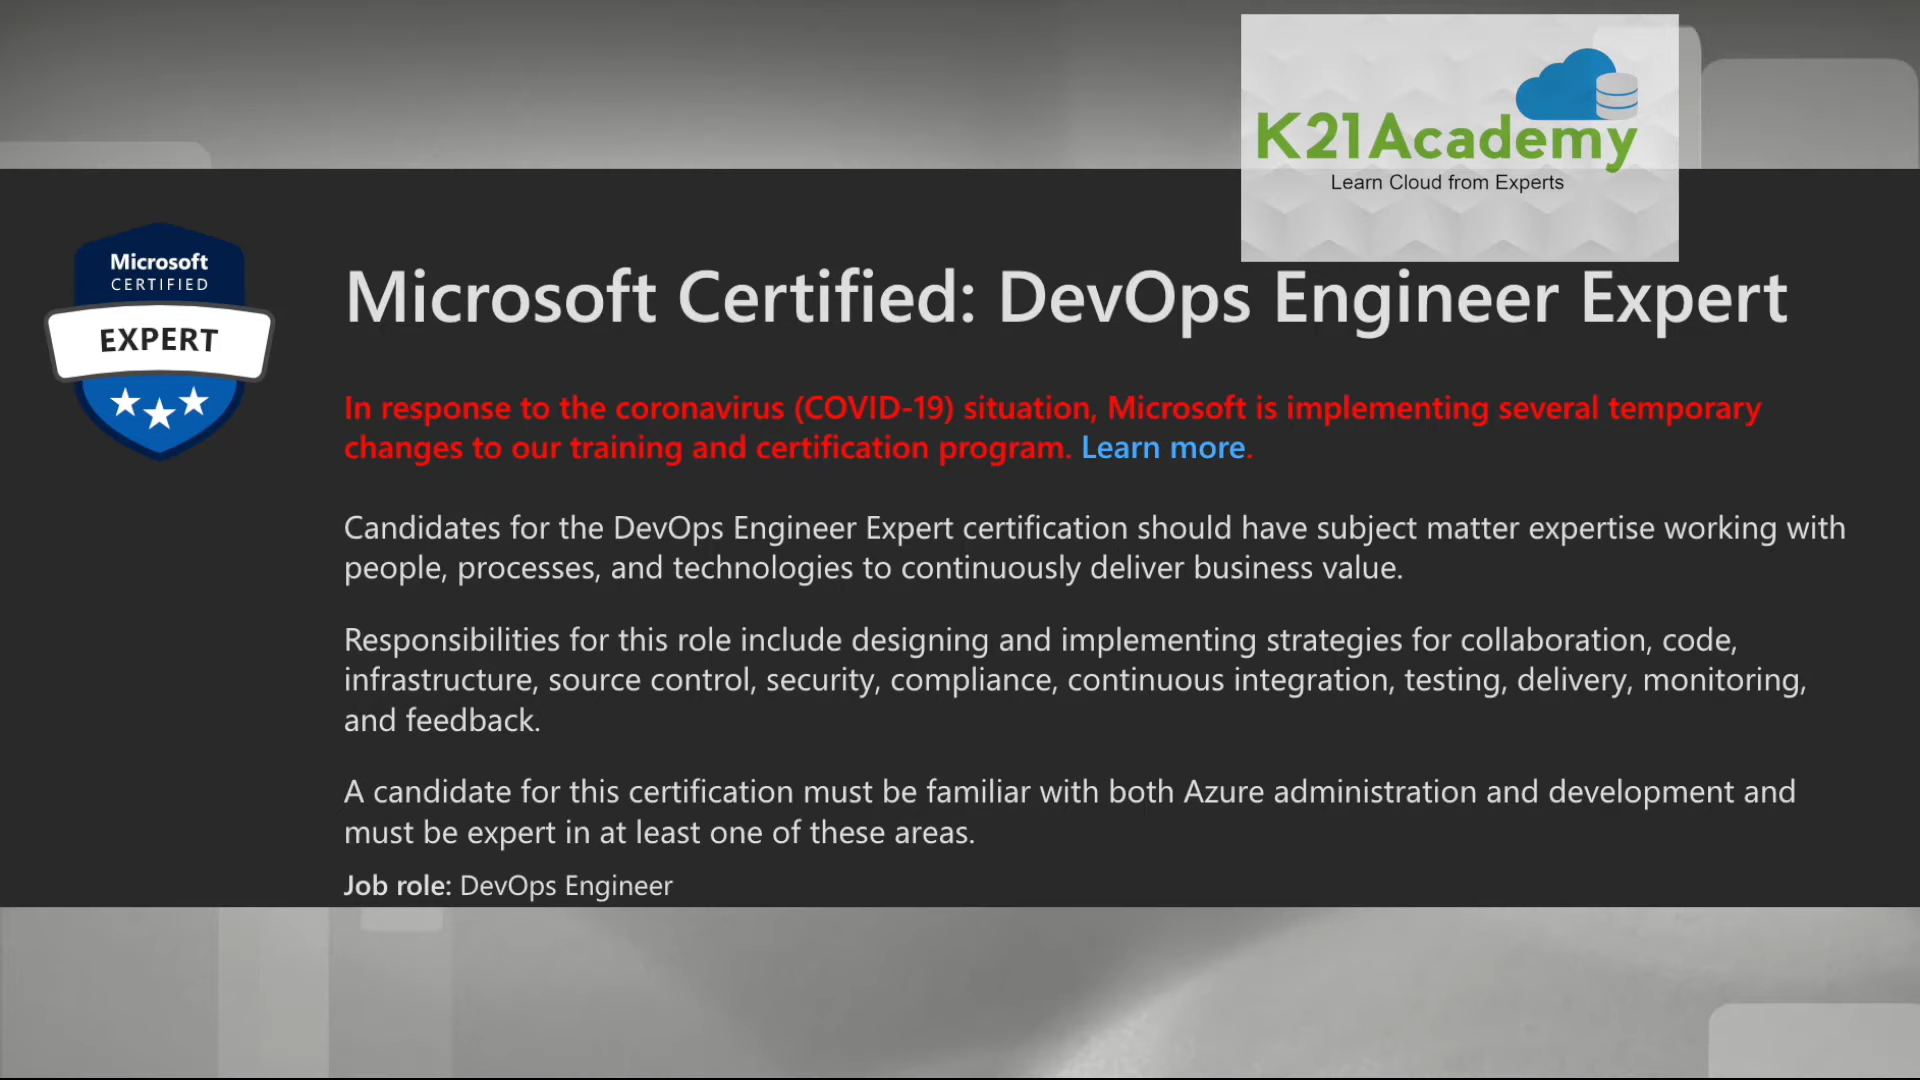 K21Academy
Learn Cloud from Experts
Microsoft
CERTIFIED
EXPERT
Microsoft Certified: DevOps Engineer Expert
In response to the coronavirus (COVID-19) situation, Microsoft is implementing several temporary
changes to our training and certification program. Learn more.
Candidates for the DevOps Engineer Expert certification should have subject matter expertise working with
people, processes, and technologies to continuously deliver business value.
Responsibilities for this role include designing and implementing strategies for collaboration, code,
infrastructure, source control, security, compliance, continuous integration, testing, delivery, monitoring,
and feedback.
A candidate for this certification must be familiar with both Azure administration and development and
must be expert in at least one of these areas.
Job role: DevOps Engineer